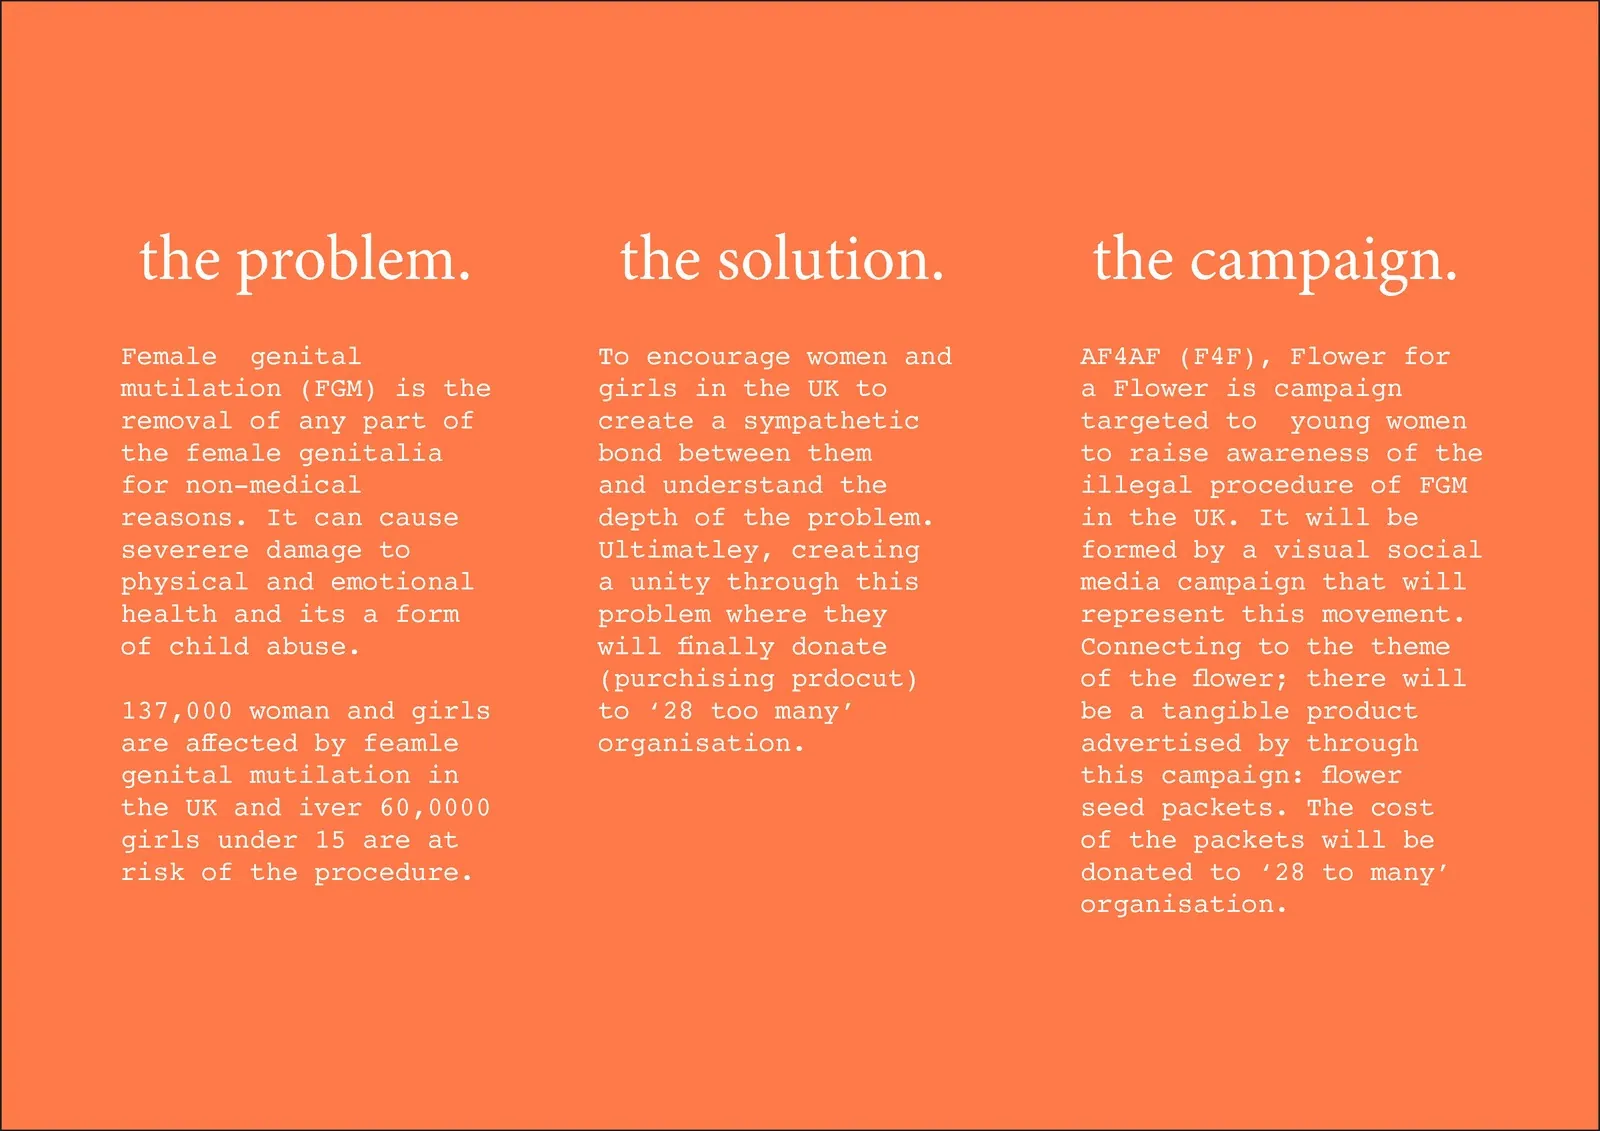 the problem.
Female  genital
mutilation (FGM) is the
removal of any part of
the female genitalia
for non-medical
reasons. It can cause
severere damage to
physical and emotional
health and its a form
of child abuse.
137,000 woman and girls
are affected by feamle
genital mutilation in
the UK and iver 60,0000
girls under 15 are at
risk of the procedure.
the solution.
To encourage women and
girls in the UK to
create a sympathetic
bond between them
and understand the
depth of the problem.
Ultimatley, creating
a unity through this
problem where they
will finally donate
(purchising prdocut)
to ‘28 too many’
organisation.
the campaign.
AF4AF (F4F), Flower for
a Flower is campaign
targeted to  young women
to raise awareness of the
illegal procedure of FGM
in the UK. It will be
formed by a visual social
media campaign that will
represent this movement.
Connecting to the theme
of the flower; there will
be a tangible product
advertised by through
this campaign: flower
seed packets. The cost
of the packets will be
donated to ‘28 to many’
organisation.